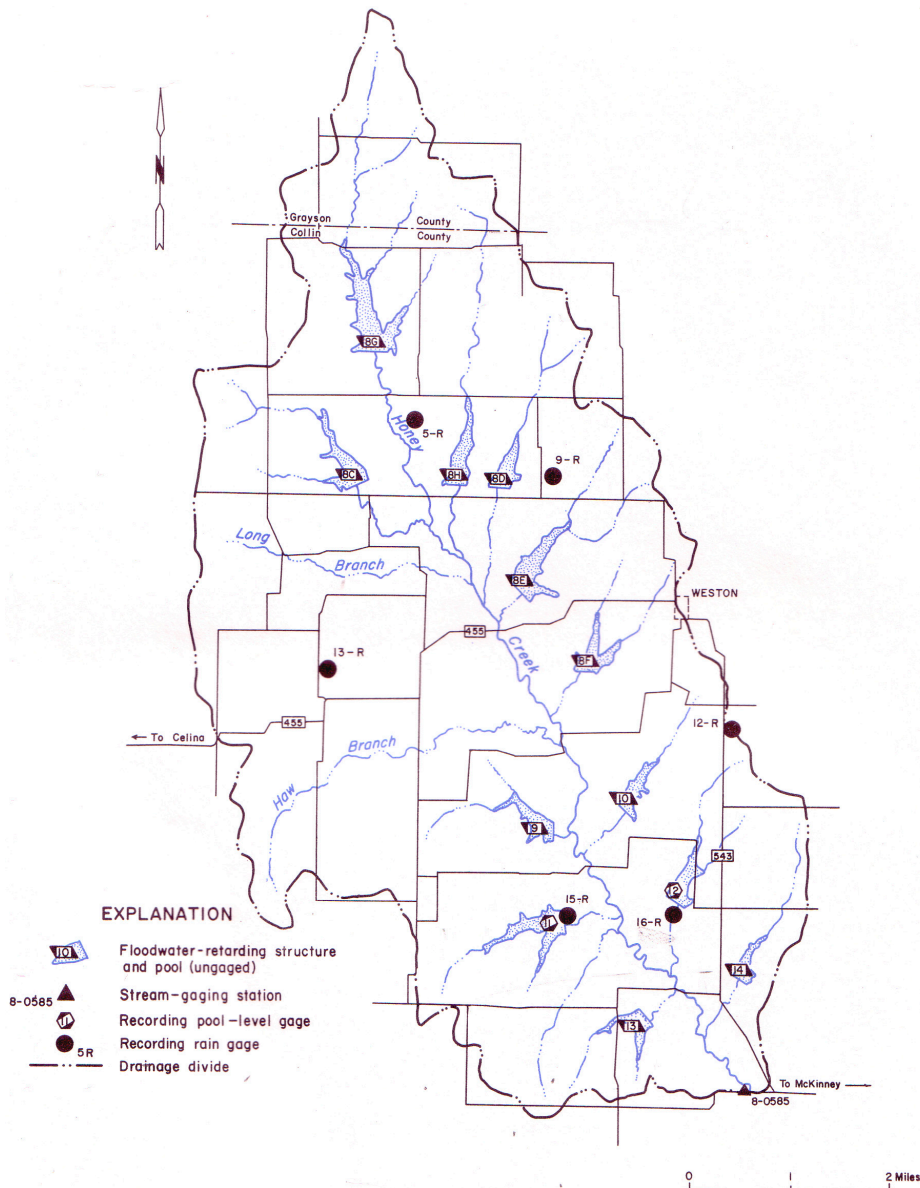 N
Grayson County
Collin County
8G
Honey
5-R
9-R
8C
8H
8D
Long
Branch
8E
WESTON
455
Creek
13-R
8F
12-R
455
← To Celina
Branch
Haw
10
19
543
12
15-R
11
16-R
14
13
To McKinney
8-0585
EXPLANATION
10 Floodwater-retarding structure
and pool (ungaged)
8-0585 Stream-gaging station
11 Recording pool-level gage
5R Recording rain gage
Drainage divide
0 1 2 Miles